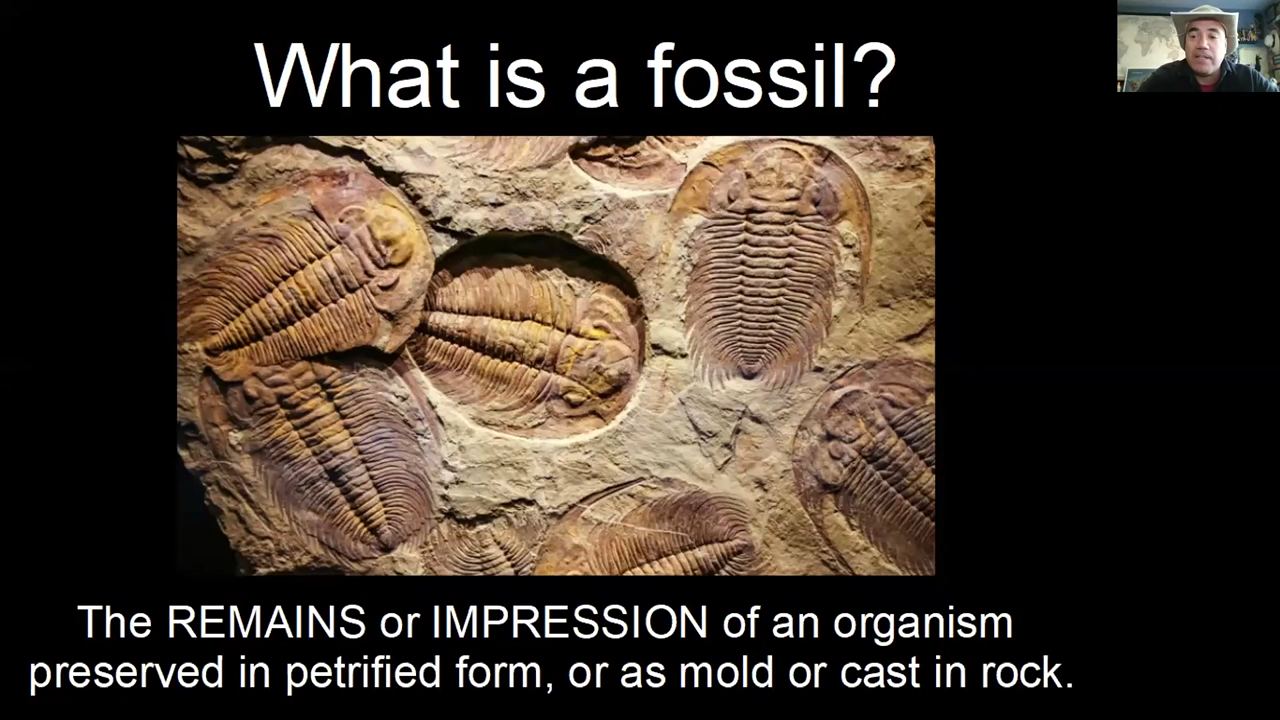 What is a fossil?
The REMAINS or IMPRESSION of an organism
preserved in petrified form, or as mold or cast in rock.